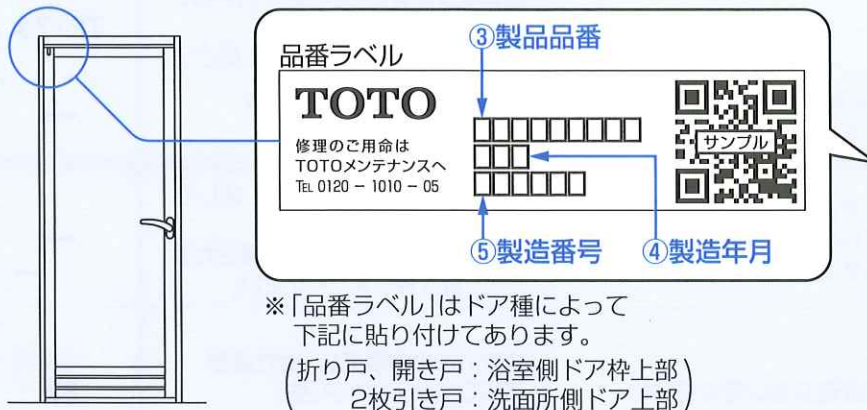 品番ラベル
③製品品番
TOTO
修理のご用命は
TOTOメンテナンスへ
TEL 0120 - 1010 - 05
サンプル
⑤製造番号
④製造年月
※「品番ラベル」はドア種によって
下記に貼り付けてあります。
(折り戸、開き戸:浴室側ドア枠上部
2枚引き戸:洗面所側ドア上部)